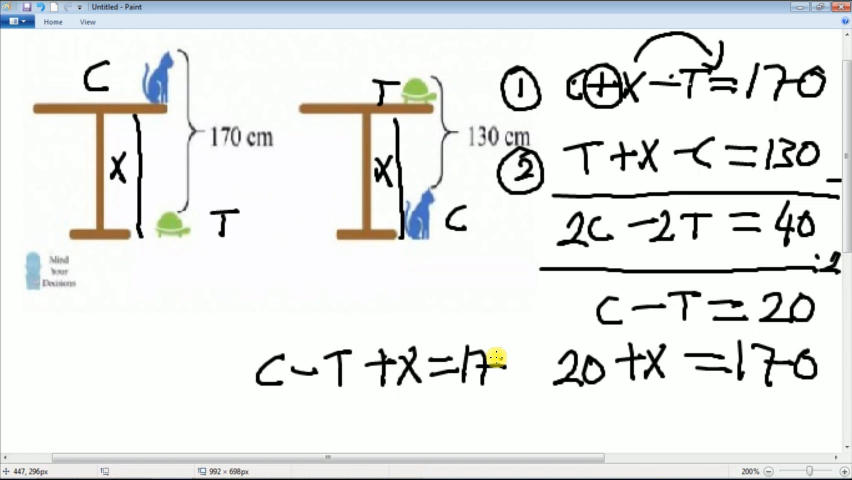 Untitled - Paint
Home View
C
170 cm
X
T
T
130 cm
X
C
Mind
Your
Decisions
① C+X-T=170
② T+X-C=130
-
2C-2T=40
:2
C-T=20
C-T+X=17
20+X=170
447, 296px
992 × 698px
200%